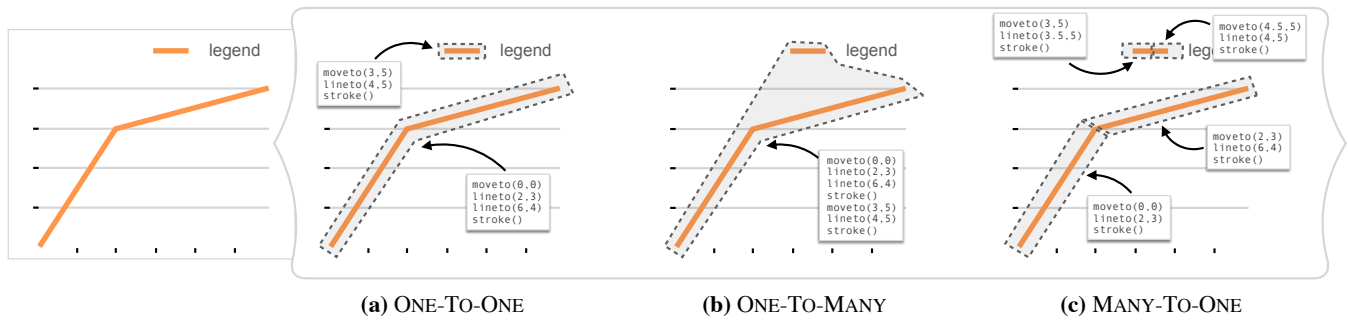 legend
legend
moveto(3,5)
lineto(4,5)
stroke()
moveto(0,0)
lineto(2,3)
lineto(6,4)
stroke()
legend
moveto(0,0)
lineto(2,3)
lineto(6,4)
stroke()
moveto(3,5)
lineto(4,5)
stroke()
moveto(3,5)
lineto(3.5,5)
stroke()
moveto(4.5,5)
lineto(4,5)
stroke()
leg
moveto(2,3)
lineto(6,4)
stroke()
moveto(0,0)
lineto(2,3)
stroke()
(a) ONE-TO-ONE
(b) ONE-TO-MANY
(c) MANY-TO-ONE